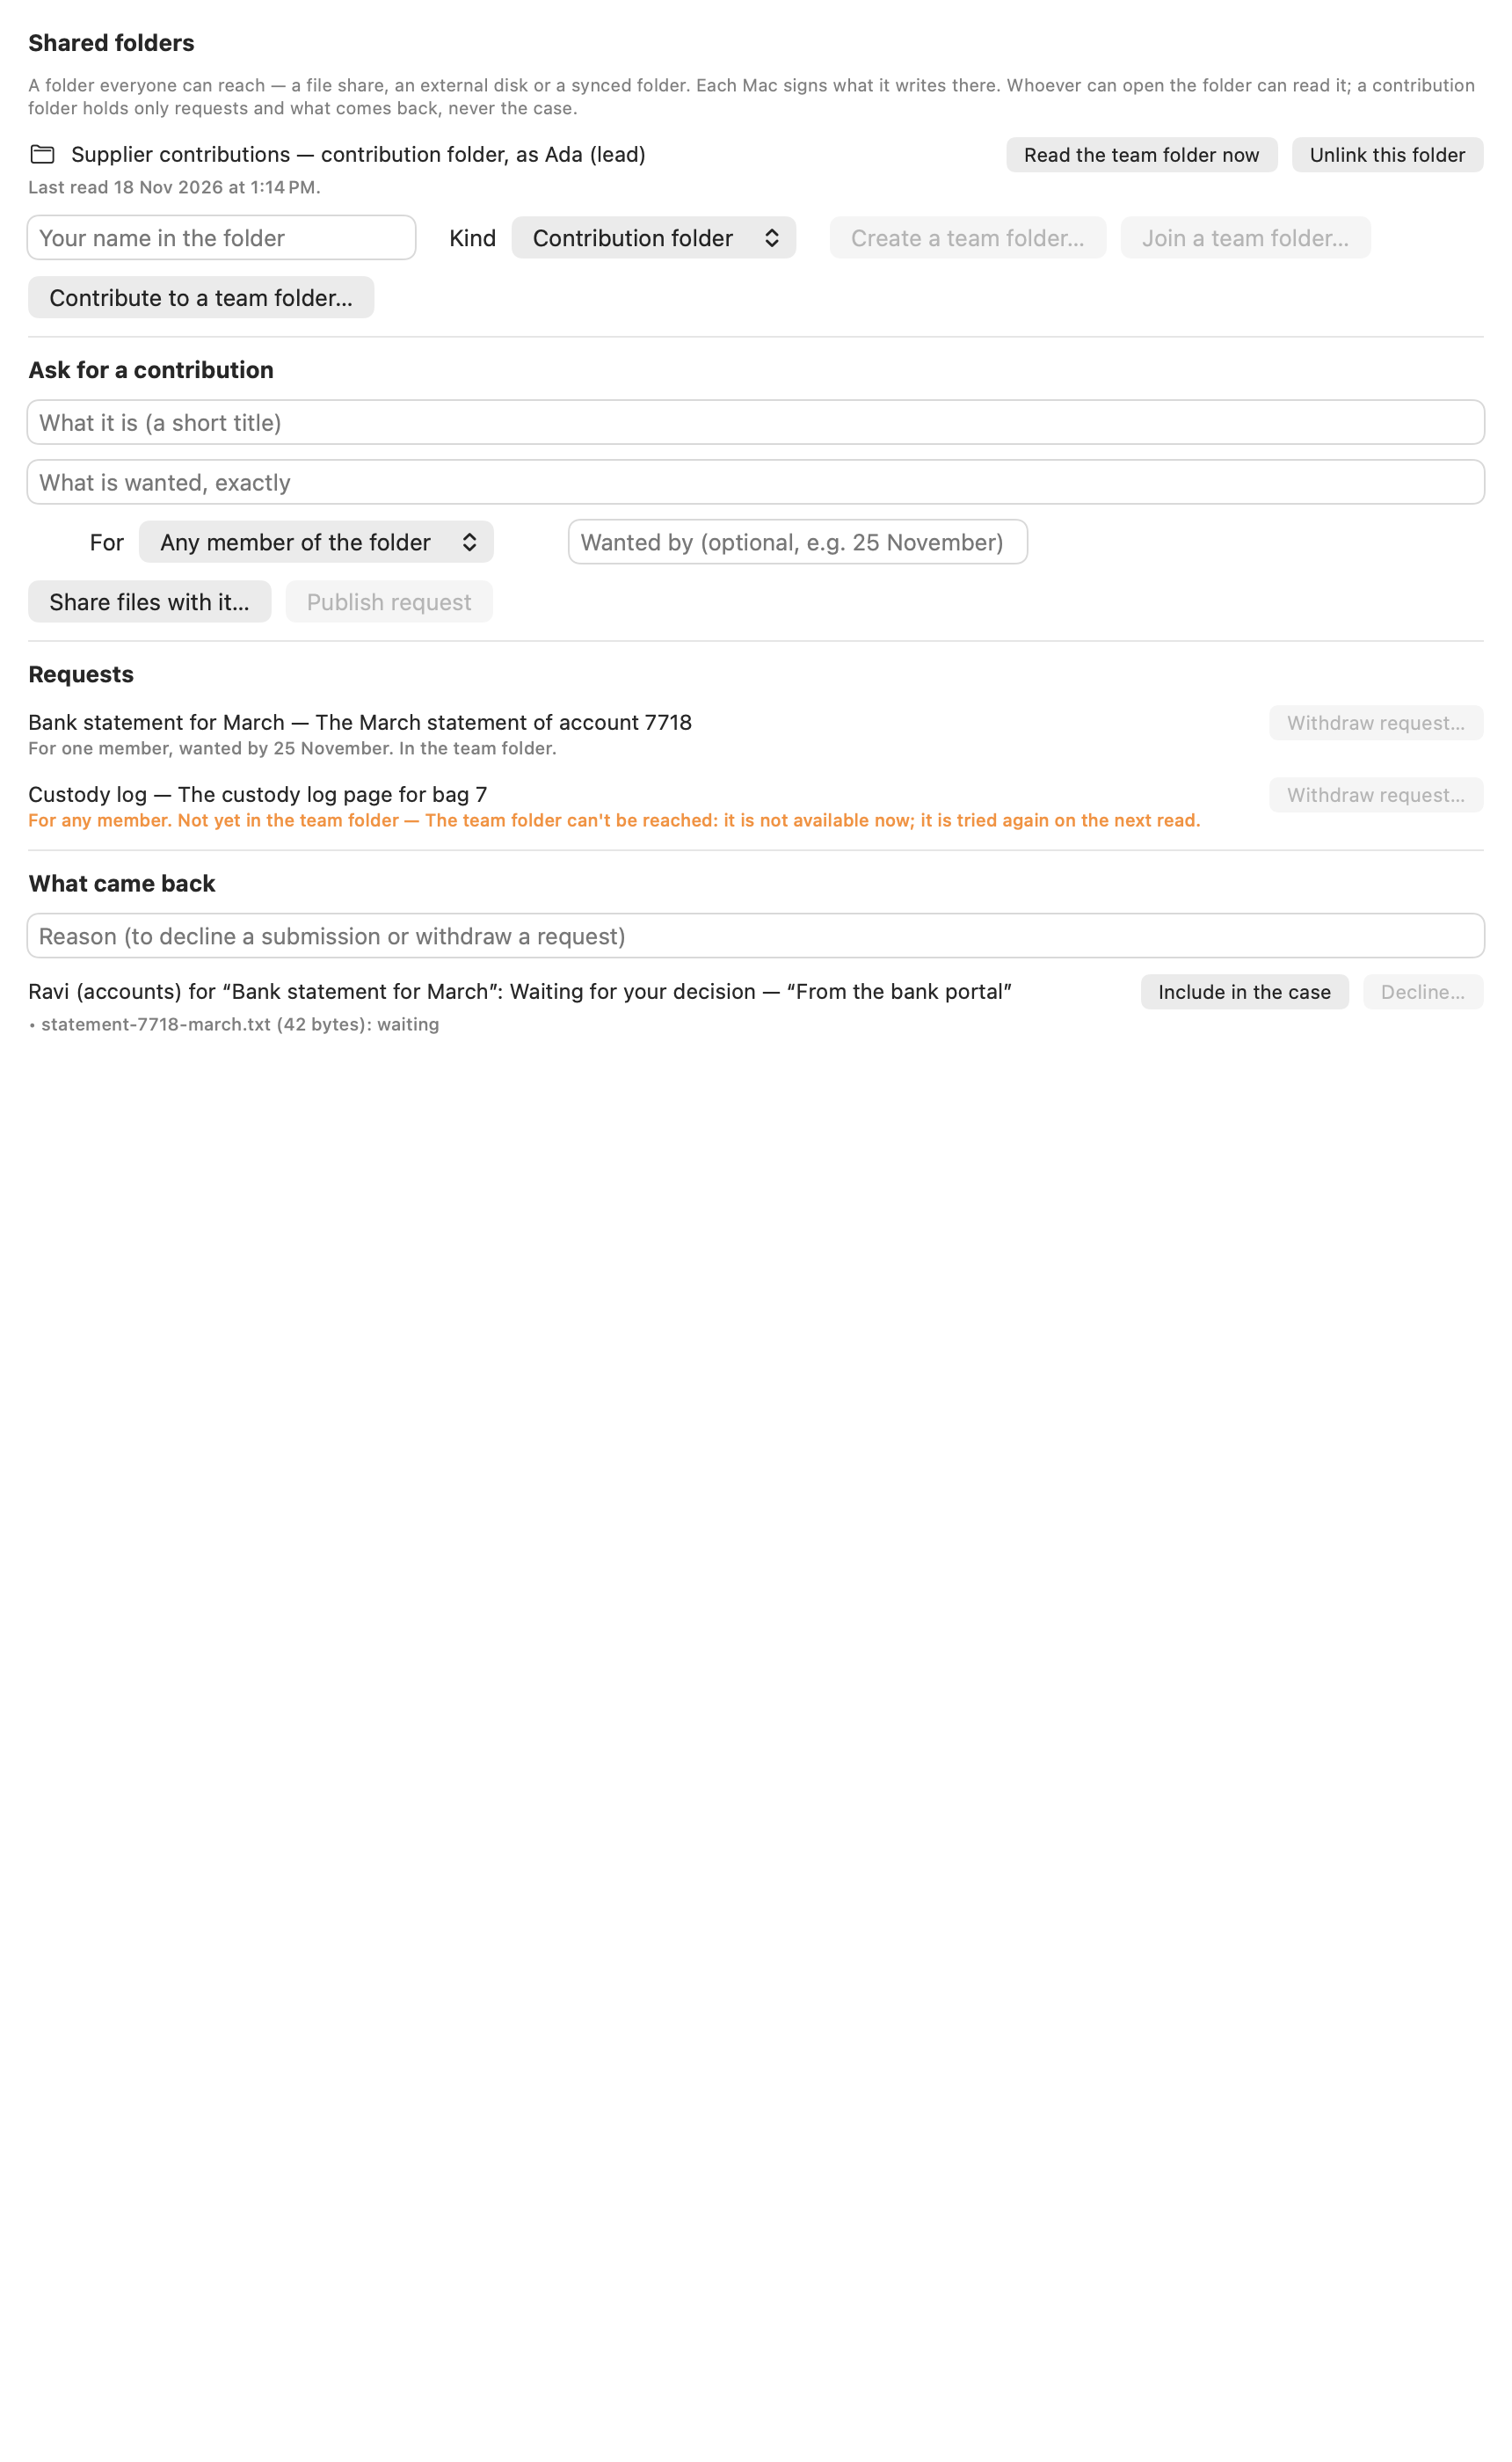 Shared folders
A folder everyone can reach — a file share, an external disk or a synced folder. Each Mac signs what it writes there. Whoever can open the folder can read it; a contribution
folder holds only requests and what comes back, never the case.
Supplier contributions — contribution folder, as Ada (lead)
Read the team folder now
Unlink this folder
Last read 18 Nov 2026 at 1:14 PM.
Your name in the folder
Kind
Contribution folder
Create a team folder...
Join a team folder...
Contribute to a team folder...
Ask for a contribution
What it is (a short title)
What is wanted, exactly
For
Any member of the folder
Wanted by (optional, e.g. 25 November)
Share files with it...
Publish request
Requests
Bank statement for March — The March statement of account 7718
Withdraw request...
For one member, wanted by 25 November. In the team folder.
Custody log — The custody log page for bag 7
Withdraw request...
For any member. Not yet in the team folder — The team folder can't be reached: it is not available now; it is tried again on the next read.
What came back
Reason (to decline a submission or withdraw a request)
Ravi (accounts) for “Bank statement for March”: Waiting for your decision — “From the bank portal”
Include in the case
Decline...
• statement-7718-march.txt (42 bytes): waiting